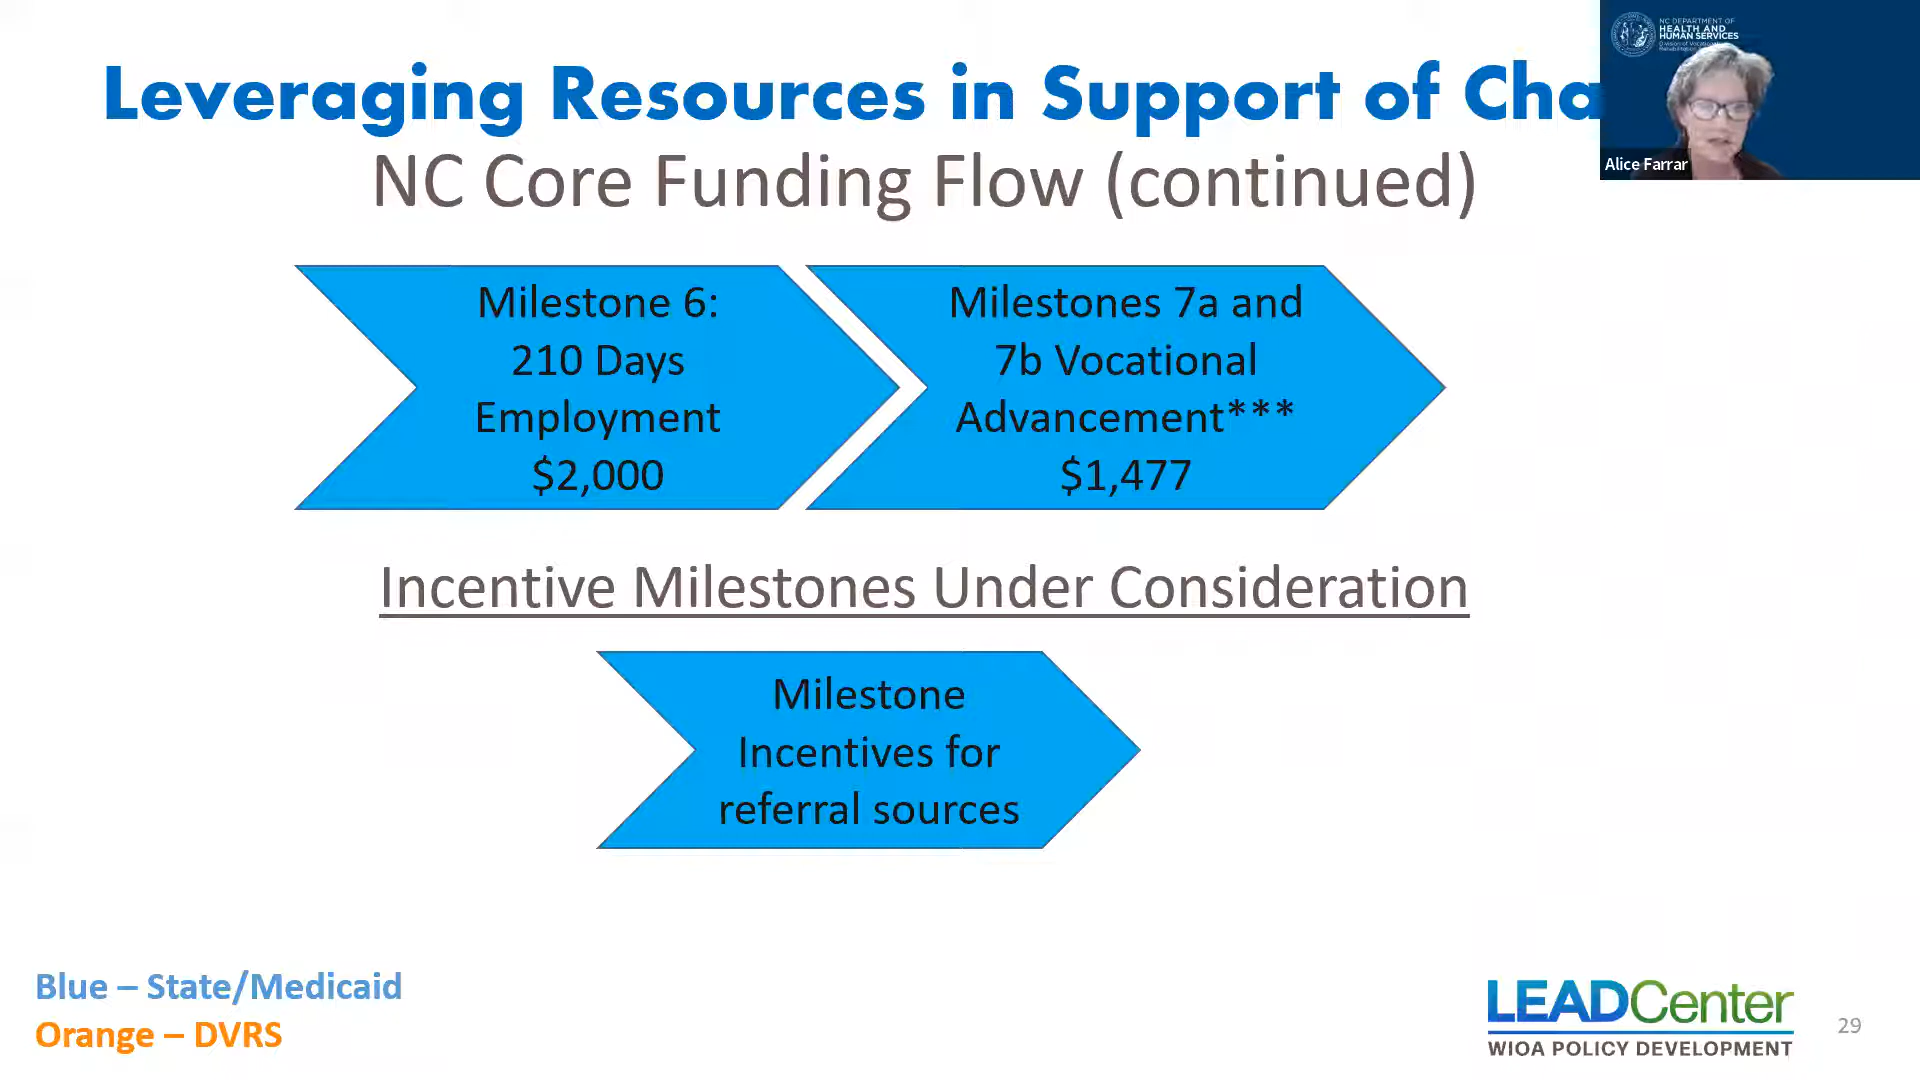 Leveraging Resources in Support of Cha
NC Core Funding Flow (continued)
NC DEPARTMENT OF
HEALTH AND
HUMAN SERVICES
Alice Farrar
Milestone 6:
210 Days
Employment
$2,000
Milestones 7a and
7b Vocational
Advancement***
$1,477
Incentive Milestones Under Consideration
Milestone
Incentives for
referral sources
Blue – State/Medicaid
Orange – DVRS
LEADCenter
WIOA POLICY DEVELOPMENT
29